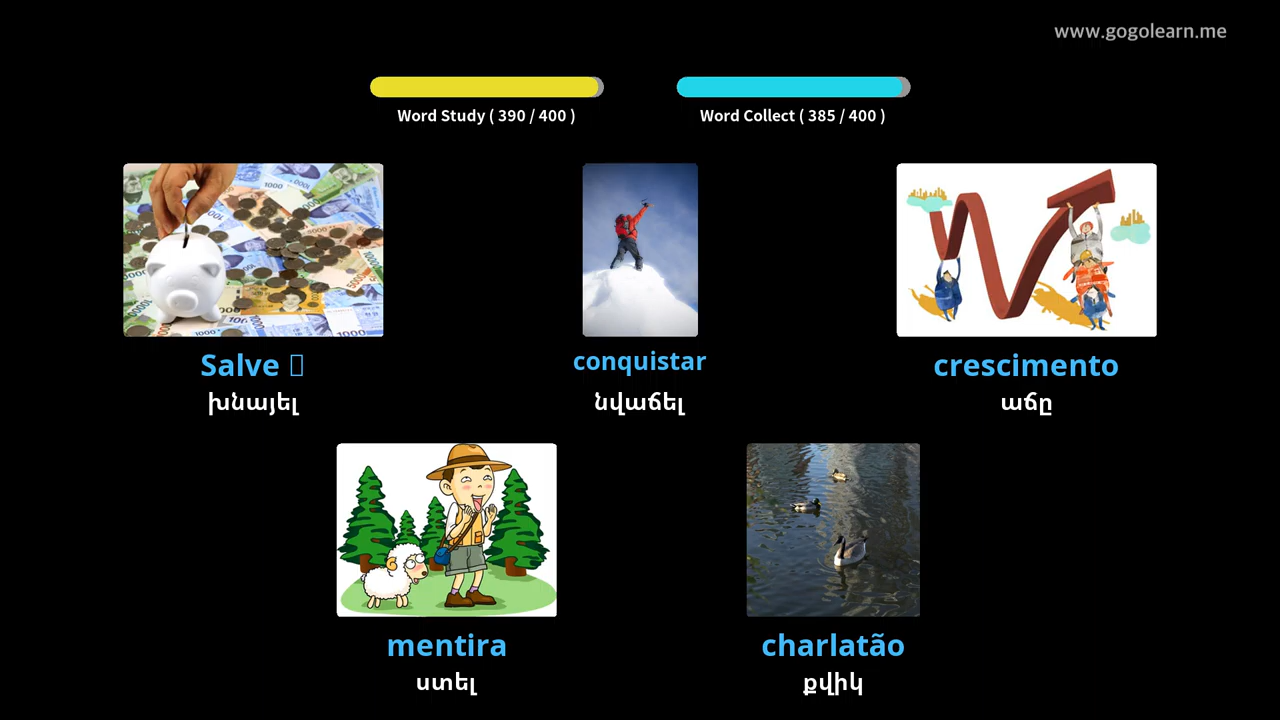 www.gogolearn.me
Word Study ( 390 / 400 )
Word Collect ( 385 / 400 )
Salve
conquistar
crescimento
խնայել
նվաճել
աճը
mentira
charlatão
ստել
քվիկ